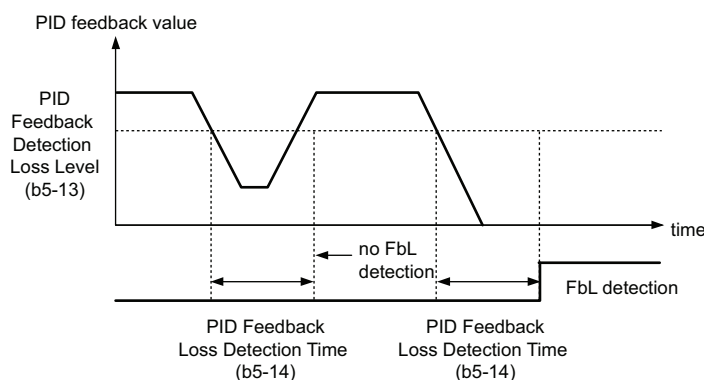 PID feedback value
PID
Feedback
Detection
Loss Level
(b5-13)
time
no FbL
detection
FbL detection
PID Feedback
Loss Detection Time
(b5-14)
PID Feedback
Loss Detection Time
(b5-14)